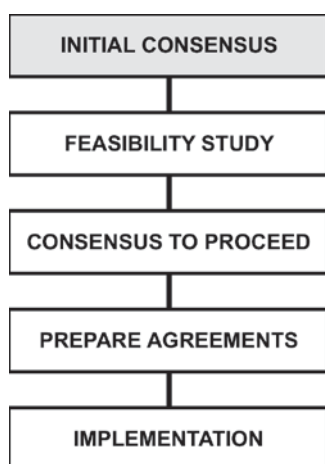 INITIAL CONSENSUS
FEASIBILITY STUDY
CONSENSUS TO PROCEED
PREPARE AGREEMENTS
IMPLEMENTATION